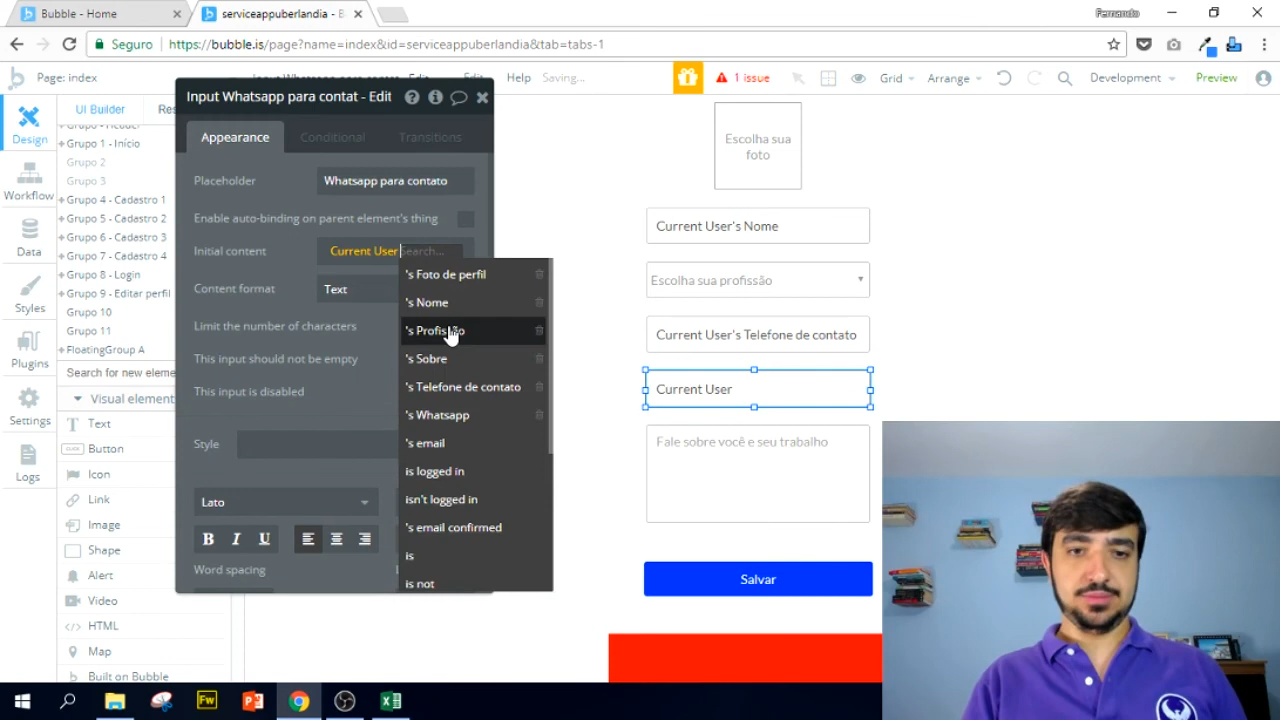 Bubble - Home
serviceappuberlandia - B
Fernando
Seguro
https://bubble.is/page?name=index&id=serviceappuberlandia&tab=tabs-1
Page: index
Edit
Help
Saving...
1 issue
Grid
Arrange
Development
Preview
Design
Workflow
Data
Styles
Plugins
Settings
Logs
UI Builder
Grupo - Header
Grupo 1 - Início
Grupo 2
Grupo 3
Grupo 4 - Cadastro 1
Grupo 5 - Cadastro 2
Grupo 6 - Cadastro 3
Grupo 7 - Cadastro 4
Grupo 8 - Login
Grupo 9 - Editar perfil
Grupo 10
Grupo 11
FloatingGroup A
Search for new eleme
Visual element
Text
Button
Icon
Link
Image
Shape
Alert
Video
HTML
Map
Built on Bubble
Input Whatsapp para contat - Edit
Appearance
Conditional
Transitions
Placeholder
Whatsapp para contato
Enable auto-binding on parent element's thing
Initial content
Current User
Search...
Content format
Text
Limit the number of characters
This input should not be empty
This input is disabled
Style
Lato
B I U
Word spacing
's Foto de perfil
's Nome
's Profissão
's Sobre
's Telefone de contato
's Whatsapp
's email
is logged in
isn't logged in
's email confirmed
is
is not
Escolha sua
foto
Current User's Nome
Escolha sua profissão
Current User's Telefone de contato
Current User
Fale sobre você e seu trabalho
Salvar
Fw